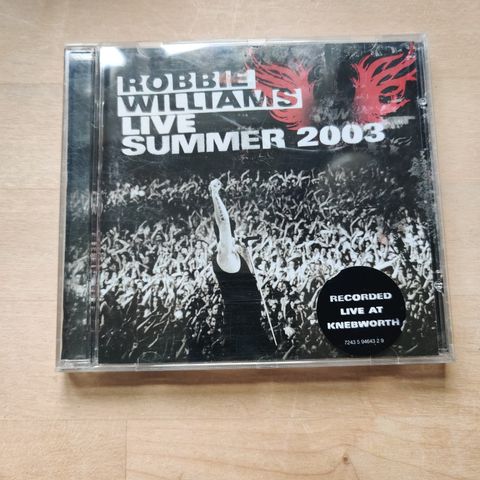 ROBBIE
WILLIAMS
LIVE
SUMMER 2003
RECORDED
LIVE AT
KNEBWORTH
7243 5 94643 2 9